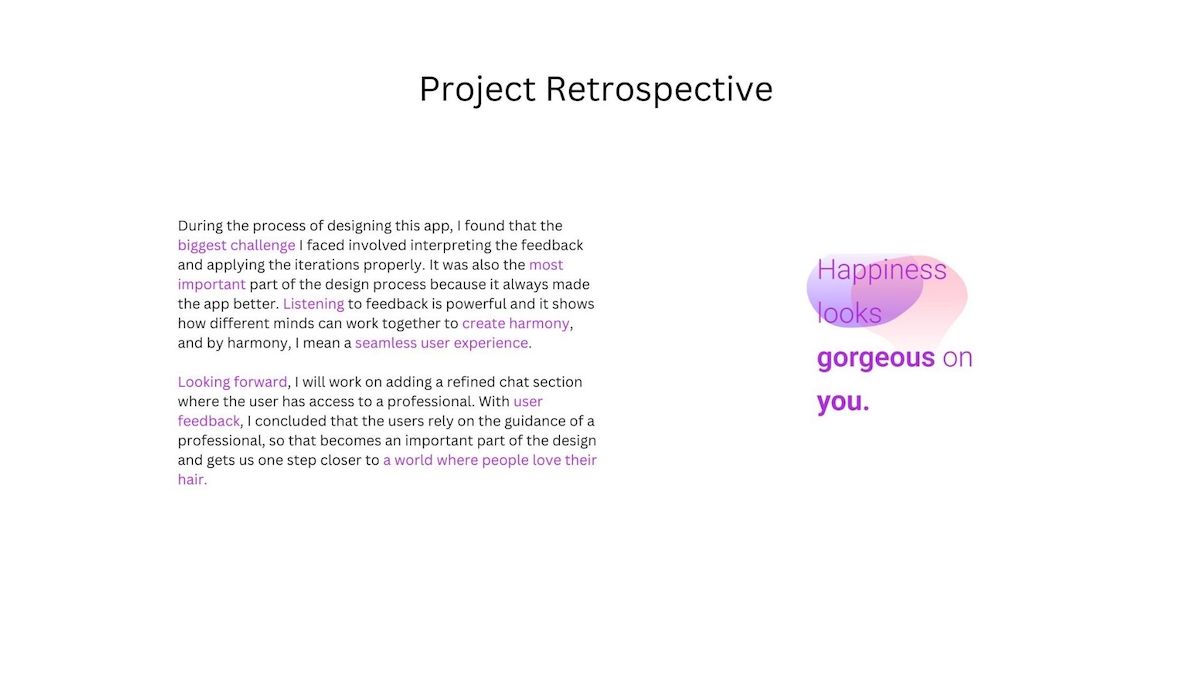 Project Retrospective
During the process of designing this app, I found that the
biggest challenge I faced involved interpreting the feedback
and applying the iterations properly. It was also the most
important part of the design process because it always made
the app better. Listening to feedback is powerful and it shows
how different minds can work together to create harmony,
and by harmony, I mean a seamless user experience.
Looking forward, I will work on adding a refined chat section
where the user has access to a professional. With user
feedback, I concluded that the users rely on the guidance of a
professional, so that becomes an important part of the design
and gets us one step closer to a world where people love their
hair.
Happiness
looks
gorgeous on
you.